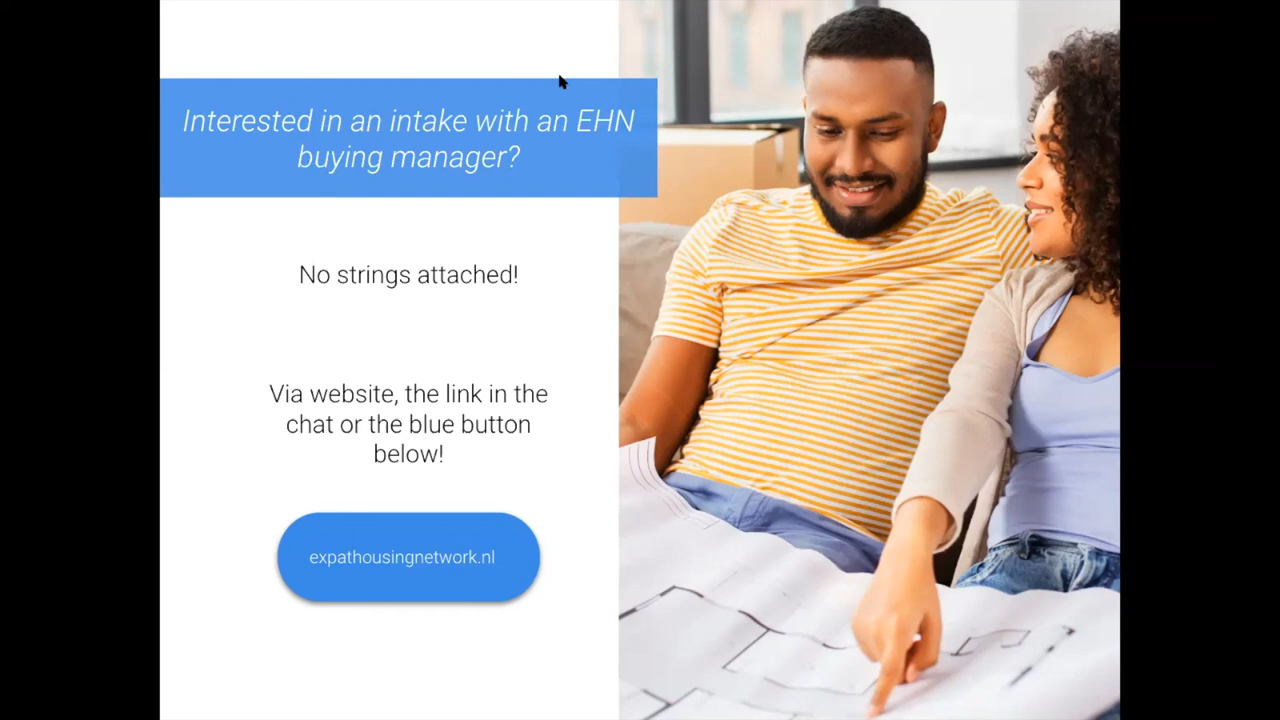 Interested in an intake with an EHN
buying manager?
No strings attached!
Via website, the link in the
chat or the blue button
below!
expathousingnetwork.nl